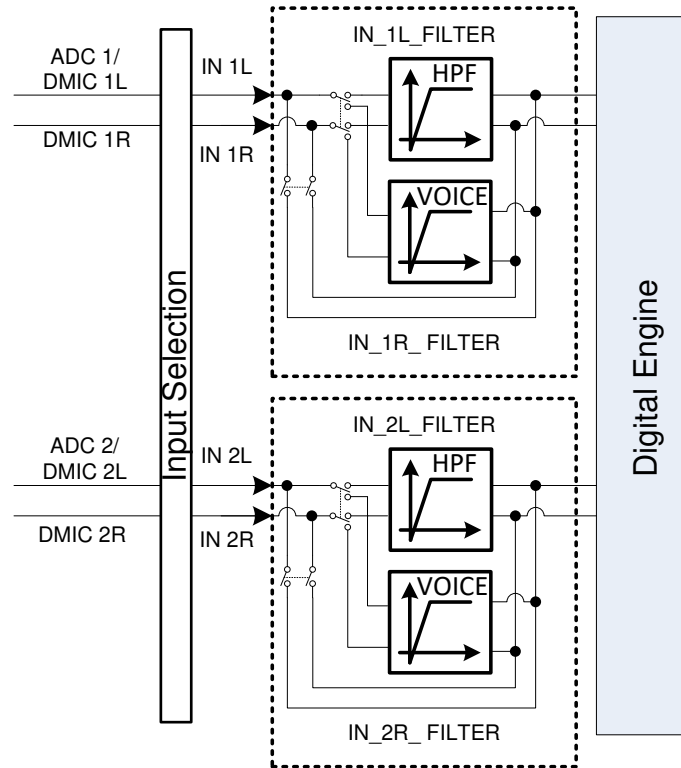 IN_1L_FILTER
ADC 1/
DMIC 1L
IN 1L
HPF
DMIC 1R
IN 1R
VOICE
IN_1R_ FILTER
Input Selection
Digital Engine
IN_2L_FILTER
ADC 2/
DMIC 2L
IN 2L
HPF
DMIC 2R
IN 2R
VOICE
IN_2R_ FILTER